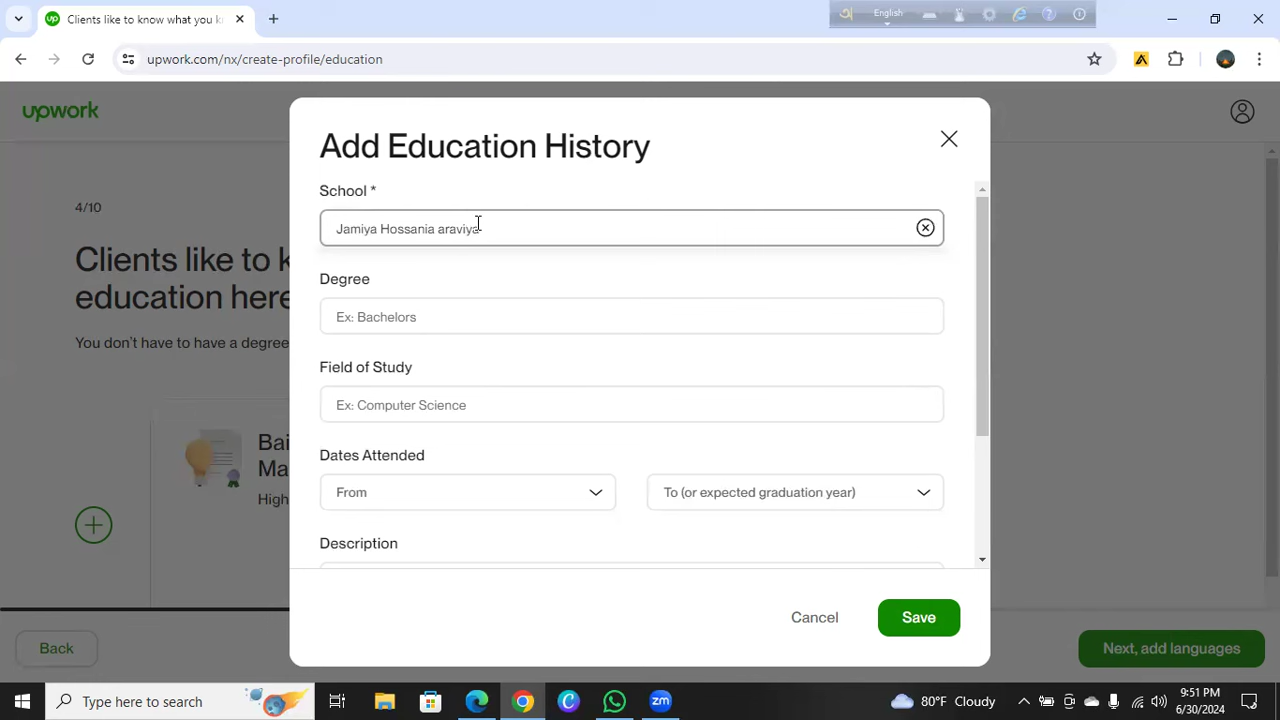 Clients like to know what you k
English
upwork.com/nx/create-profile/education
upwork
Add Education History
School *
Jamiya Hossania araviya
4/10
Clients like to k
education here
You don't have to have a degree
Degree
Ex: Bachelors
Field of Study
Ex: Computer Science
Bai
Ma
High
Dates Attended
From
To (or expected graduation year)
Description
Cancel
Save
Back
Next, add languages
Type here to search
80°F Cloudy
9:51 PM
6/30/2024